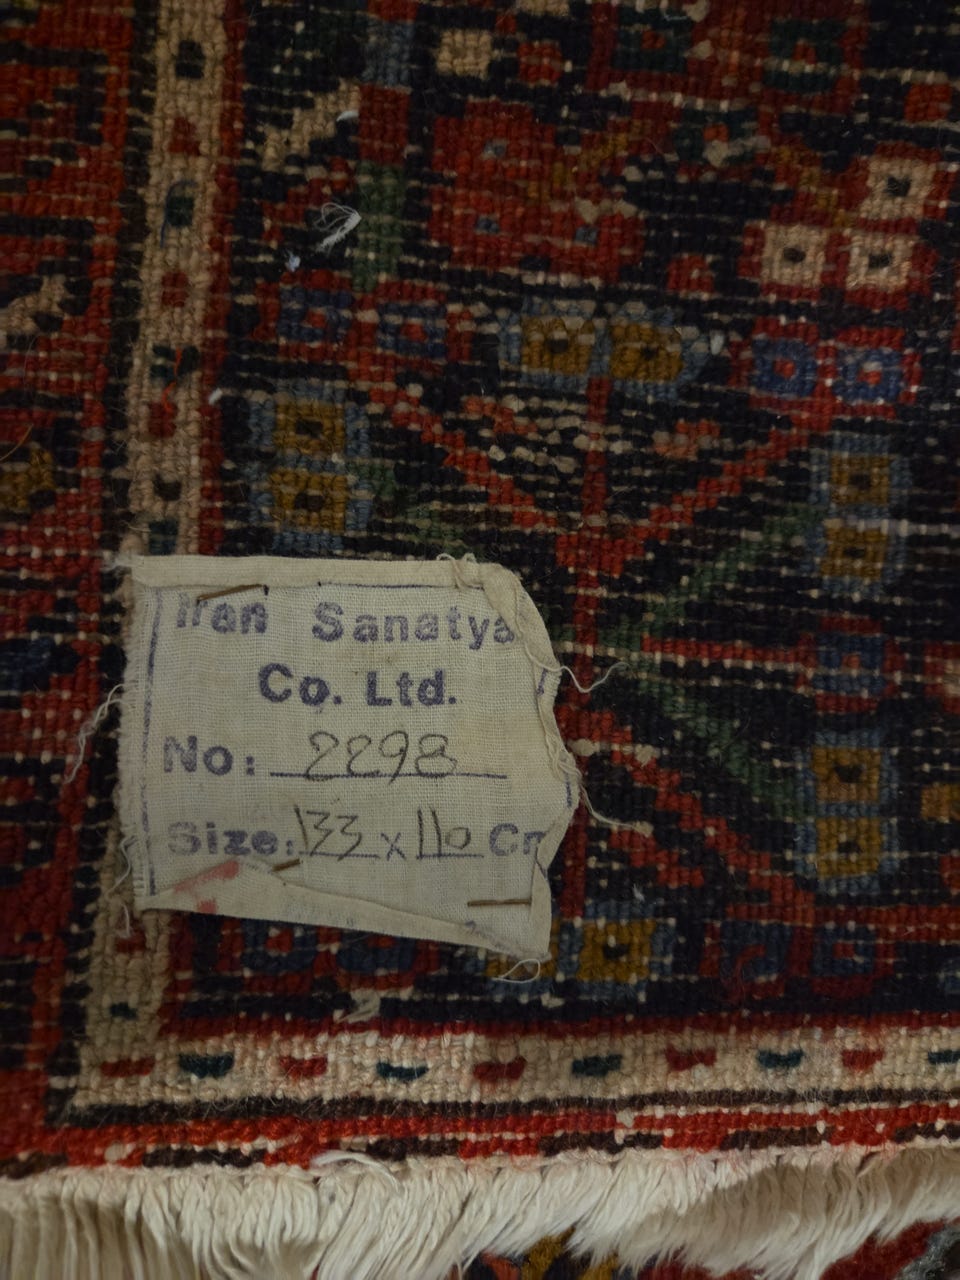 Iran Sanatya
Co. Ltd.
No: 2298
Size: 133 x 110 Cm